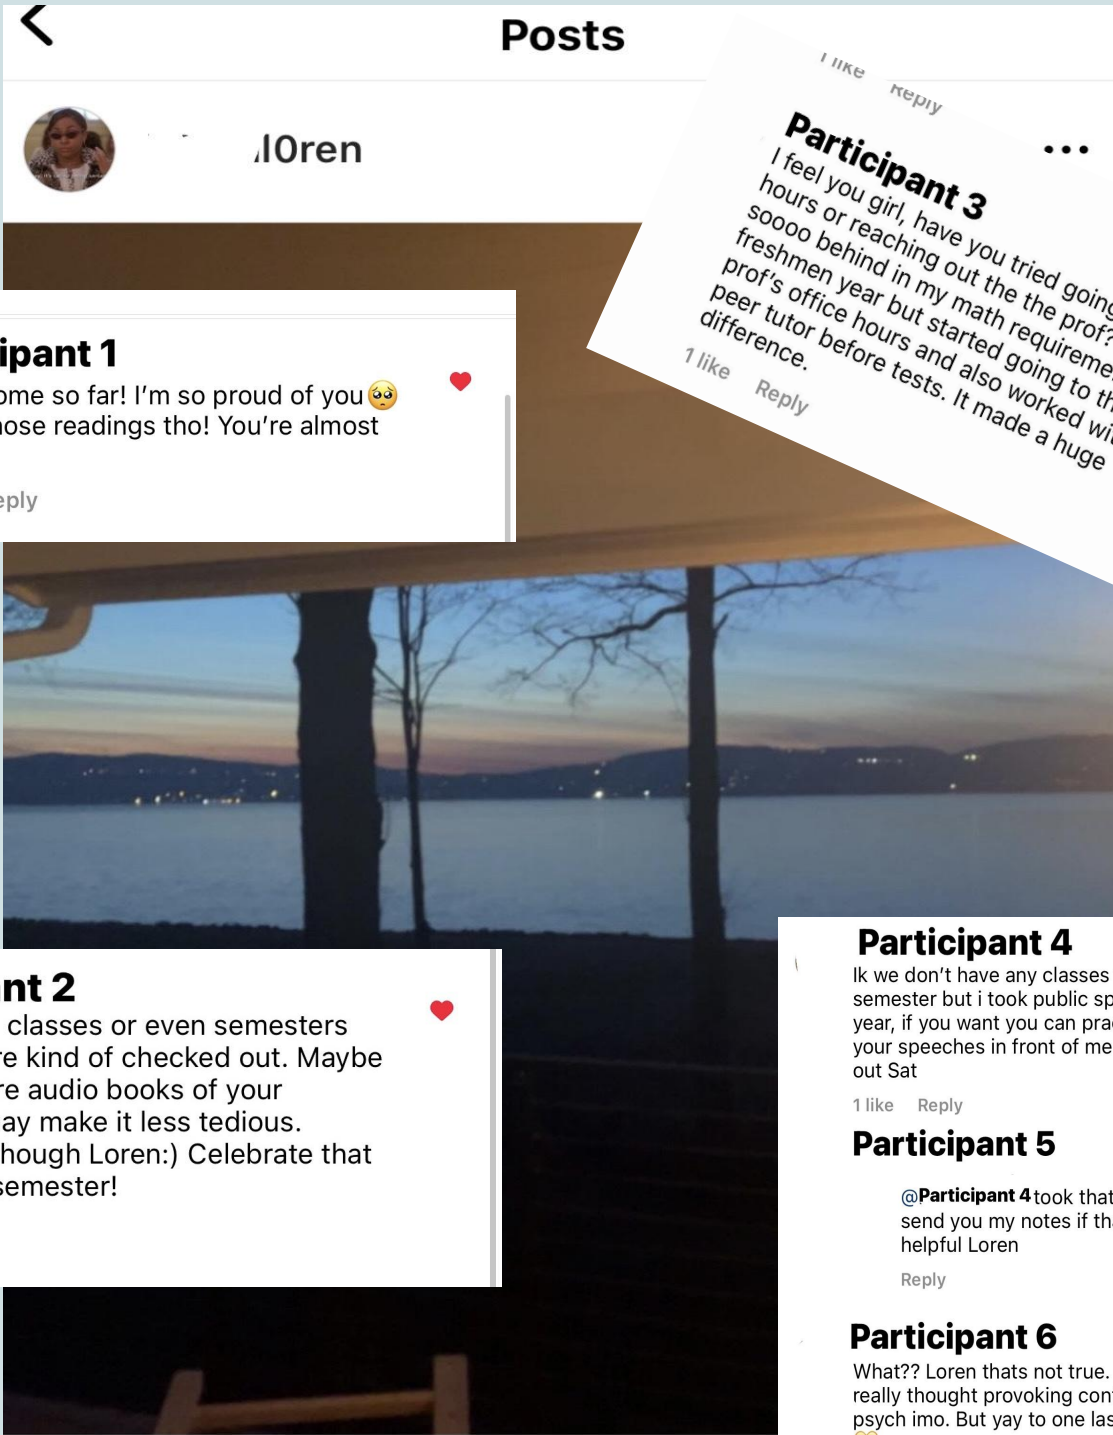 Posts
l0ren
I like Reply
Participant 3
I feel you girl, have you tried going
hours or reaching out the the prof?
soooo behind in my math requireme
freshmen year but started going to th
prof's office hours and also worked wi
peer tutor before tests. It made a huge
difference.
1 like Reply
ipant 1
ome so far! I'm so proud of you🥺
hose readings tho! You're almost
eply
nt 2
classes or even semesters
re kind of checked out. Maybe
re audio books of your
ay make it less tedious.
hough Loren:) Celebrate that
semester!
Participant 4
Ik we don't have any classes
semester but i took public sp
year, if you want you can prac
your speeches in front of me
out Sat
1 like Reply
Participant 5
@Participant 4 took that
send you my notes if tha
helpful Loren
Reply
Participant 6
What?? Loren thats not true.
really thought provoking con
psych imo. But yay to one las